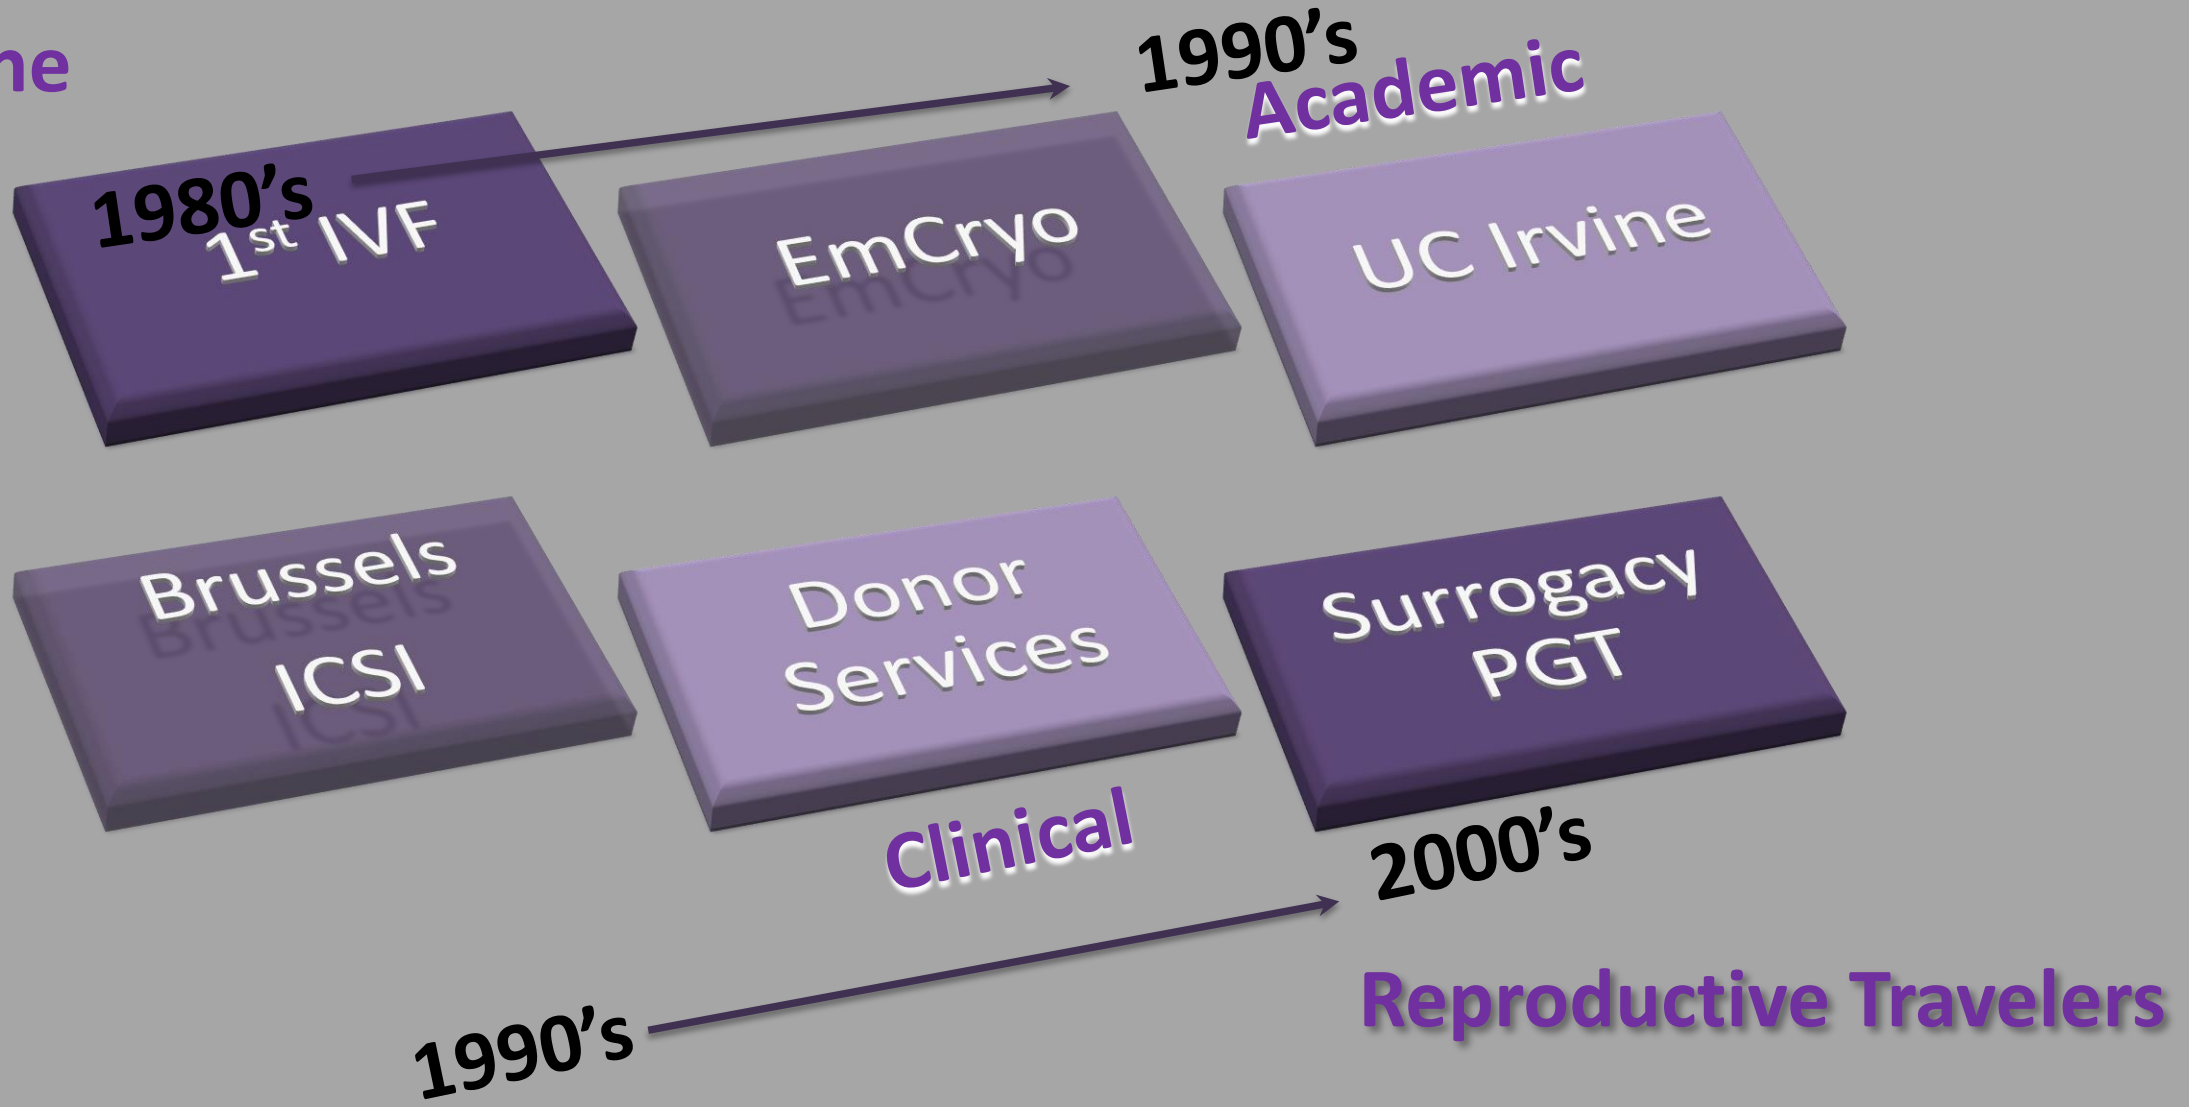 1990’s
Academic
1980’s
1st IVF
EmCryo
UC Irvine
Brussels
ICSI
Donor
Services
Surrogacy
PGT
Clinical
2000’s
Reproductive Travelers
1990’s